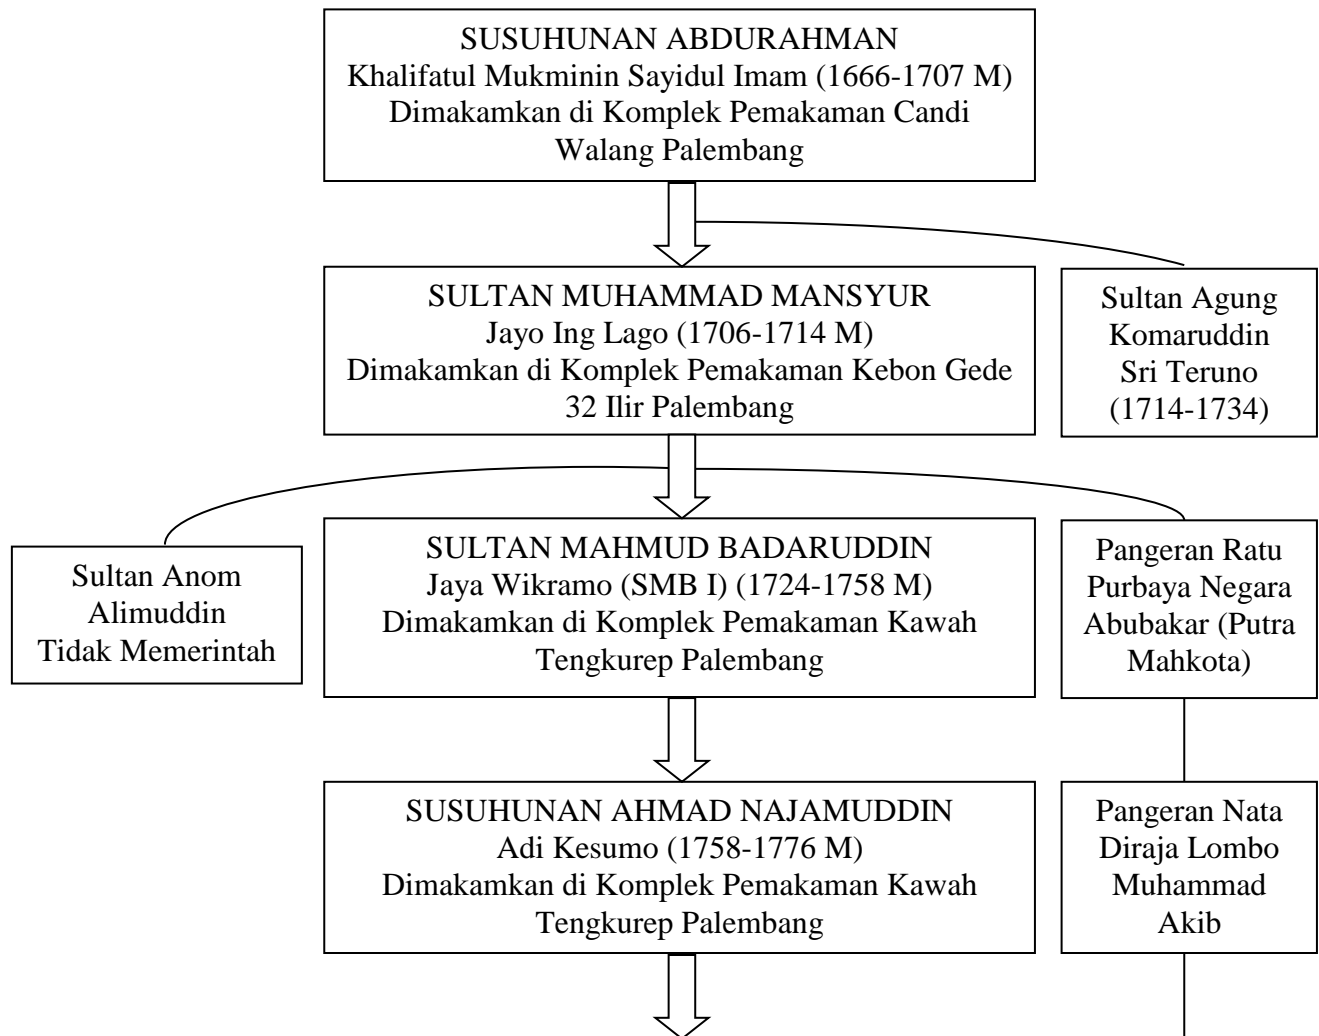 SUSUHUNAN ABDURAHMAN
Khalifatul Mukminin Sayidul Imam (1666-1707 M)
Dimakamkan di Komplek Pemakaman Candi
Walang Palembang
SULTAN MUHAMMAD MANSYUR
Jayo Ing Lago (1706-1714 M)
Dimakamkan di Komplek Pemakaman Kebon Gede
32 Ilir Palembang
Sultan Agung
Komaruddin
Sri Teruno
(1714-1734)
Sultan Anom
Alimuddin
Tidak Memerintah
SULTAN MAHMUD BADARUDDIN
Jaya Wikramo (SMB I) (1724-1758 M)
Dimakamkan di Komplek Pemakaman Kawah
Tengkurep Palembang
Pangeran Ratu
Purbaya Negara
Abubakar (Putra
Mahkota)
SUSUHUNAN AHMAD NAJAMUDDIN
Adi Kesumo (1758-1776 M)
Dimakamkan di Komplek Pemakaman Kawah
Tengkurep Palembang
Pangeran Nata
Diraja Lombo
Muhammad
Akib